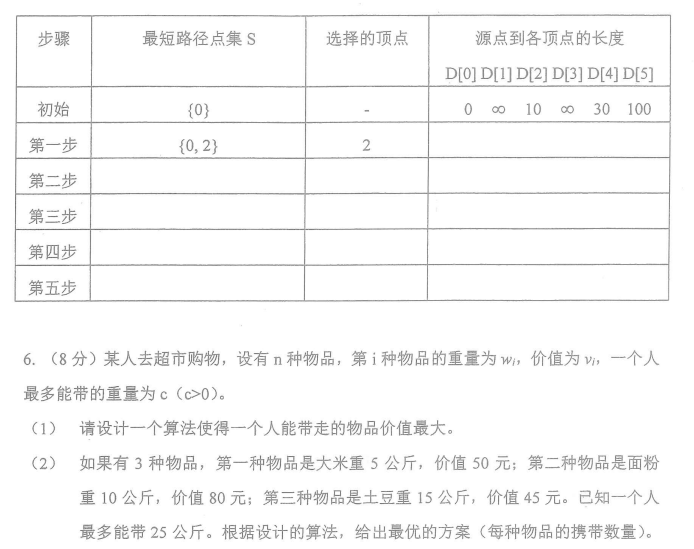 步骤 最短路径点集 S 选择的顶点 源点到各顶点的长度
D[0] D[1] D[2] D[3] D[4] D[5]
初始 {0} - 0 ∞ 10 ∞ 30 100
第一步 {0, 2} 2
第二步
第三步
第四步
第五步
6. （8 分）某人去超市购物，设有 n 种物品，第 i 种物品的重量为 wᵢ，价值为 vᵢ，一个人
最多能带的重量为 c（c>0）。
（1） 请设计一个算法使得一个人能带走的物品价值最大。
（2） 如果有 3 种物品，第一种物品是大米重 5 公斤，价值 50 元；第二种物品是面粉
重 10 公斤，价值 80 元；第三种物品是土豆重 15 公斤，价值 45 元。已知一个人
最多能带 25 公斤。根据设计的算法，给出最优的方案（每种物品的携带数量）。